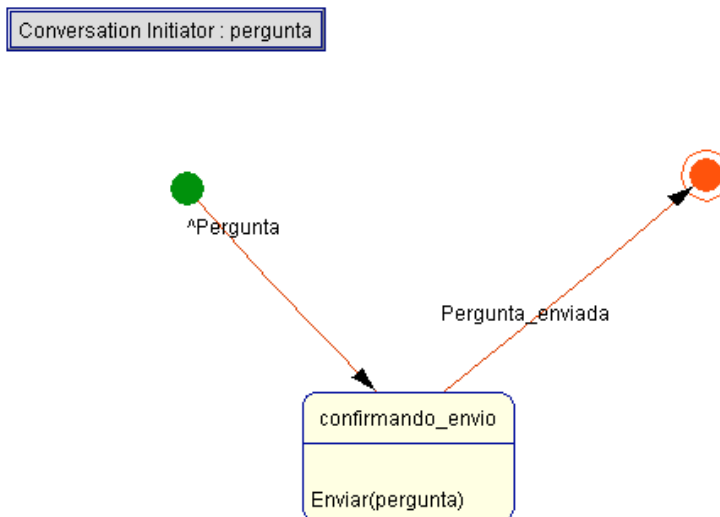 Conversation Initiator : pergunta
^Pergunta
Pergunta_enviada
confirmando_envio
Enviar(pergunta)